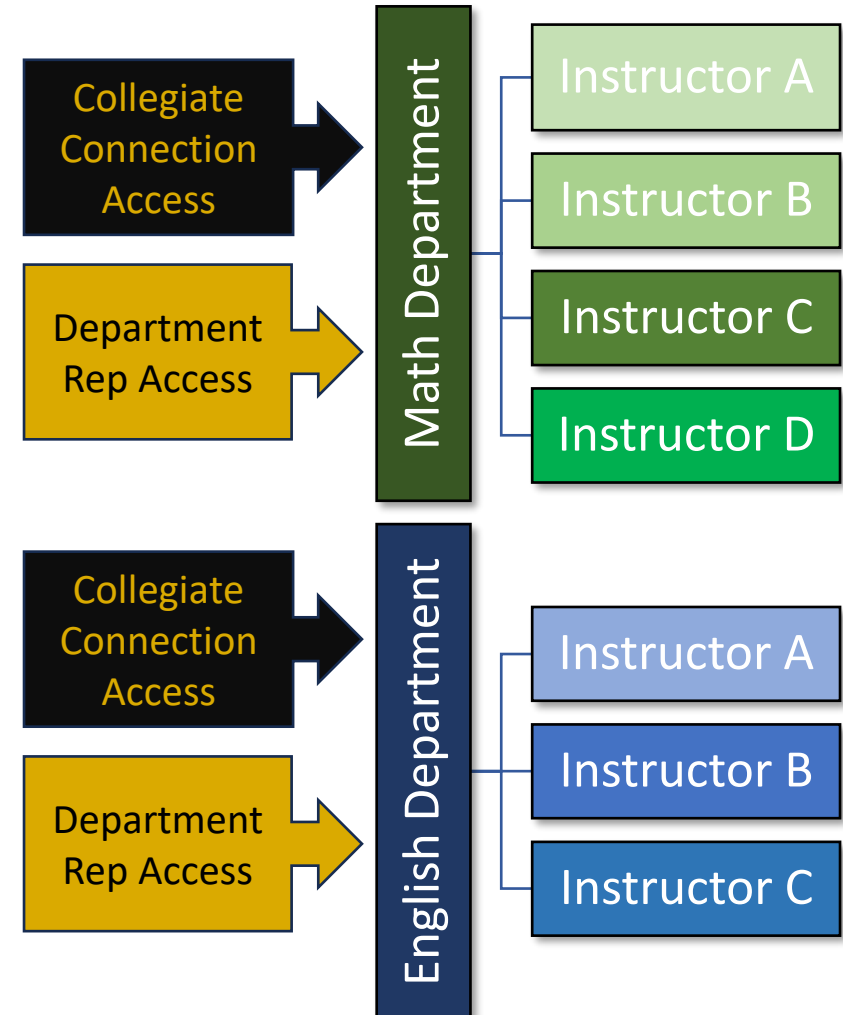 Collegiate
Connection
Access
Department
Rep Access
Math Department
Instructor A
Instructor B
Instructor C
Instructor D
Collegiate
Connection
Access
Department
Rep Access
English Department
Instructor A
Instructor B
Instructor C